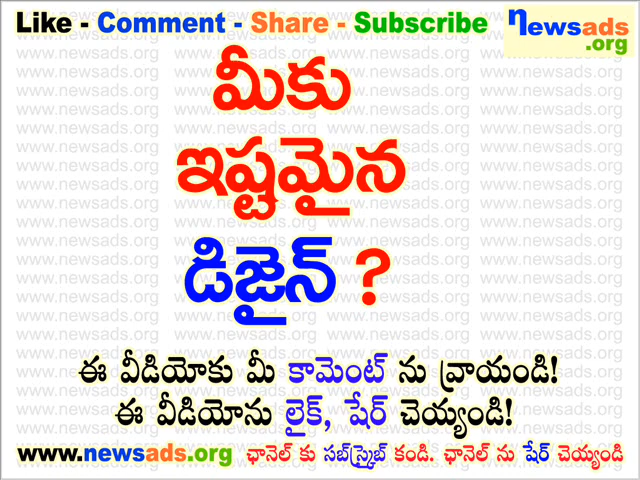 Like - Comment - Share - Subscribe
newsads
.org
మీకు
ఇష్టమైన
డిజైన్ ?
ఈ వీడియోకు మీ కామెంట్ ను వ్రాయండి!
ఈ వీడియోను లైక్, షేర్ చెయ్యండి!
www.newsads.org ఛానెల్ కు సబ్‌స్క్రైబ్ కండి. ఛానెల్ ను షేర్ చెయ్యండి